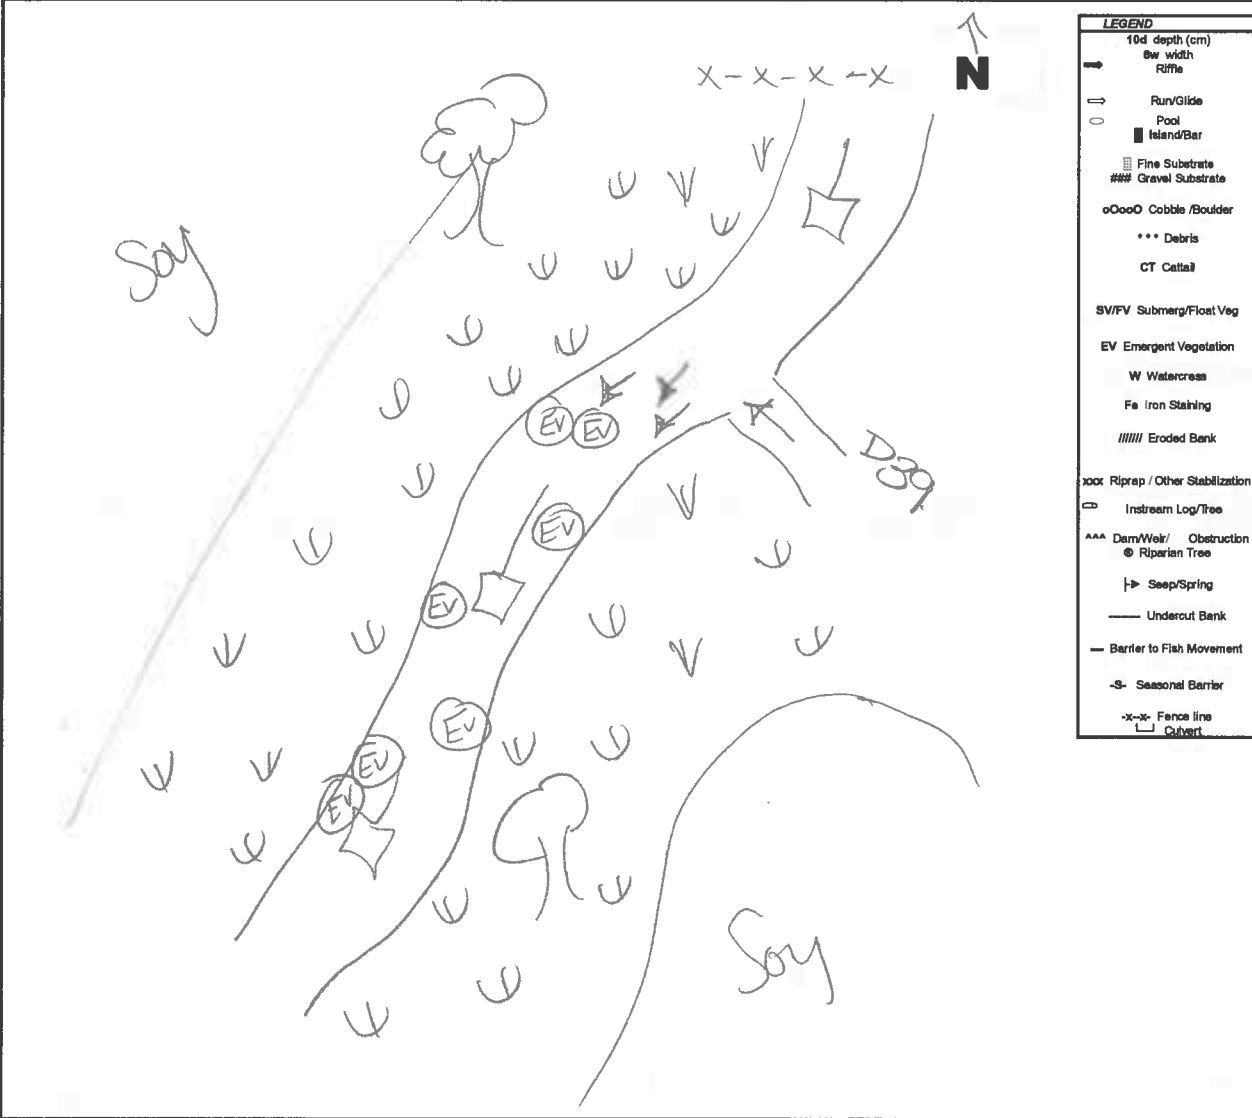 X-X-X-X
N
Soy
EV
EV
D39
EV
EV
EV
EV
EV
Soy
LEGEND
10d depth (cm)
6w width
Riffle
Run/Glide
Pool
Island/Bar
Fine Substrate
### Gravel Substrate
oOooO Cobble /Boulder
*** Debris
CT Cattail
SV/FV Submerg/Float Veg
EV Emergent Vegetation
W Watercress
Fe Iron Staining
/////// Eroded Bank
xxx Riprap / Other Stabilization
Instream Log/Tree
^^^ Dam/Weir/ Obstruction
Riparian Tree
Seep/Spring
Undercut Bank
Barrier to Fish Movement
-S- Seasonal Barrier
-x--x- Fence line
Culvert